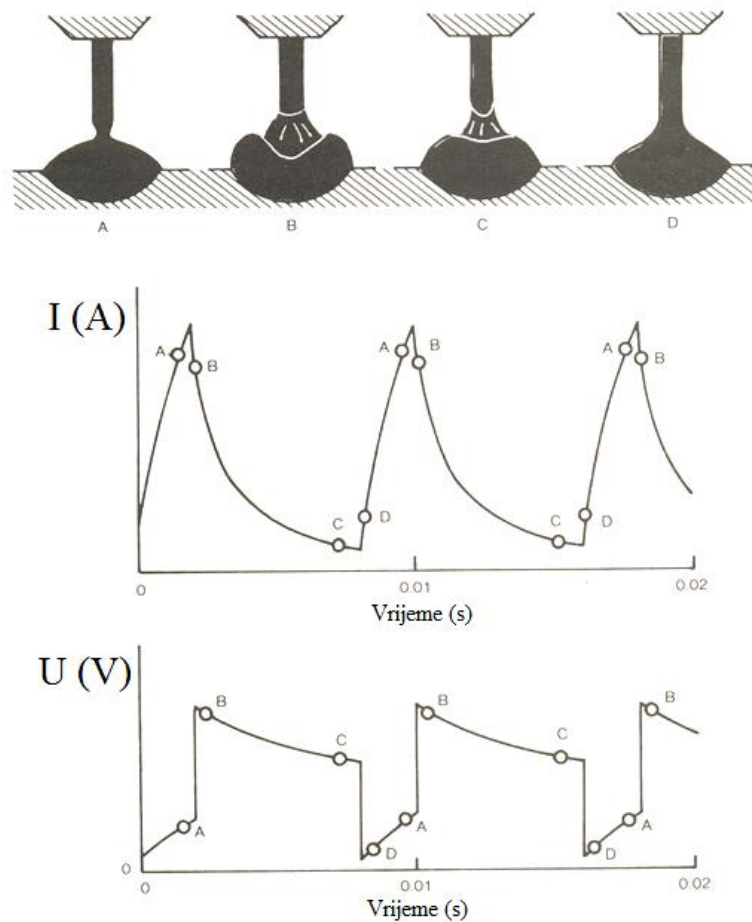 A B C D
I (A)
A B A B A B
C D C D
0 0.01 0.02
Vrijeme (s)
U (V)
B B B
C C
A D A D A
0
0 0.01 0.02
Vrijeme (s)